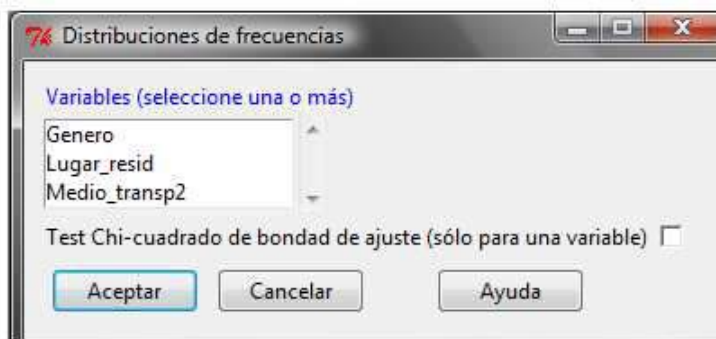 Distribuciones de frecuencias
Variables (seleccione una o más)
Genero
Lugar_resid
Medio_transp2
Test Chi-cuadrado de bondad de ajuste (sólo para una variable)
Aceptar Cancelar Ayuda